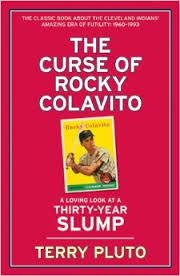 THE CLASSIC BOOK ABOUT THE CLEVELAND INDIANS'
AMAZING ERA OF FUTILITY: 1960-1993
THE
CURSE OF
ROCKY
COLAVITO
Rocky Colavito
A LOVING LOOK AT A
THIRTY-YEAR
SLUMP
TERRY PLUTO